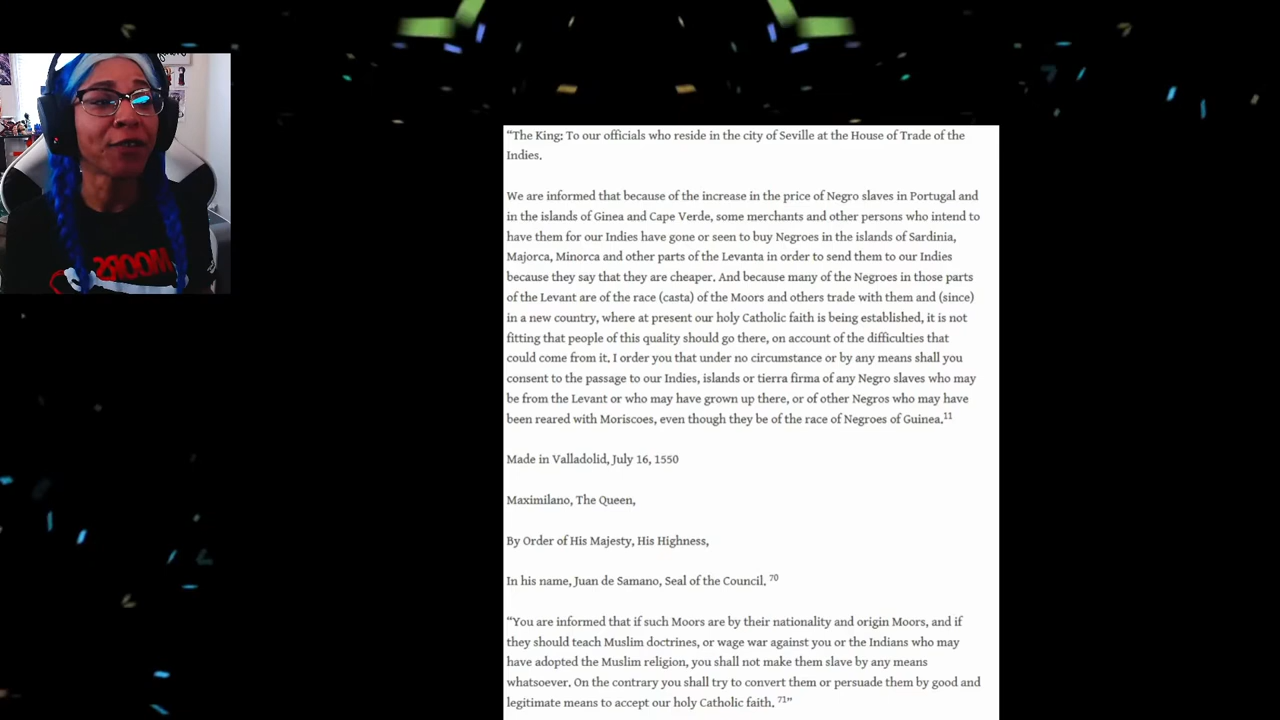 SROOM
“The King: To our officials who reside in the city of Seville at the House of Trade of the
Indies.
We are informed that because of the increase in the price of Negro slaves in Portugal and
in the islands of Ginea and Cape Verde, some merchants and other persons who intend to
have them for our Indies have gone or seen to buy Negroes in the islands of Sardinia,
Majorca, Minorca and other parts of the Levanta in order to send them to our Indies
because they say that they are cheaper. And because many of the Negroes in those parts
of the Levant are of the race (casta) of the Moors and others trade with them and (since)
in a new country, where at present our holy Catholic faith is being established, it is not
fitting that people of this quality should go there, on account of the difficulties that
could come from it. I order you that under no circumstance or by any means shall you
consent to the passage to our Indies, islands or tierra firma of any Negro slaves who may
be from the Levant or who may have grown up there, or of other Negros who may have
been reared with Moriscoes, even though they be of the race of Negroes of Guinea.11
Made in Valladolid, July 16, 1550
Maximilano, The Queen,
By Order of His Majesty, His Highness,
In his name, Juan de Samano, Seal of the Council. 70
“You are informed that if such Moors are by their nationality and origin Moors, and if
they should teach Muslim doctrines, or wage war against you or the Indians who may
have adopted the Muslim religion, you shall not make them slave by any means
whatsoever. On the contrary you shall try to convert them or persuade them by good and
legitimate means to accept our holy Catholic faith. 71”